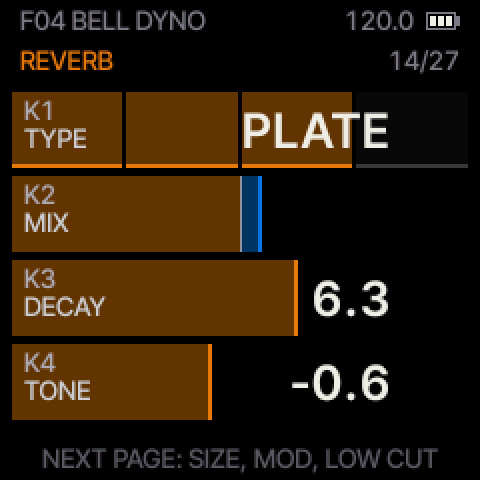 F04 BELL DYNO 120.0
REVERB 14/27
K1
TYPE PLATE
K2
MIX
K3
DECAY 6.3
K4
TONE -0.6
NEXT PAGE: SIZE, MOD, LOW CUT